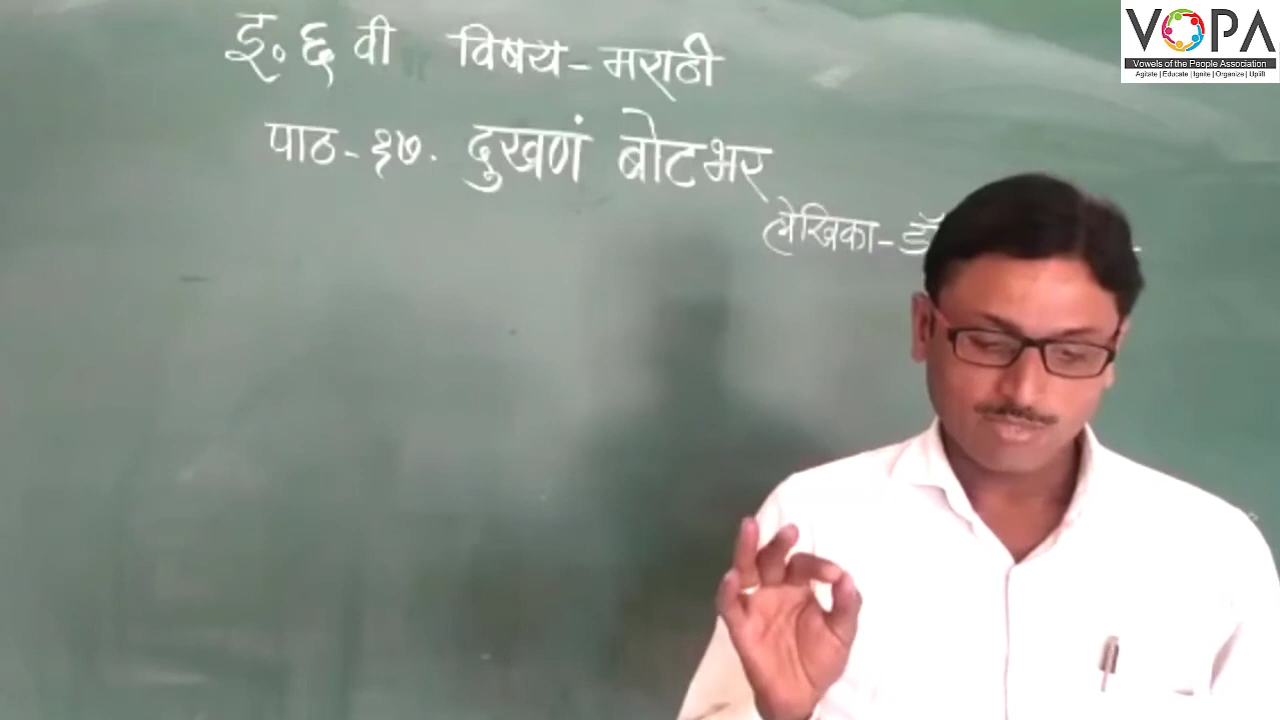 इ. ६ वी विषय - मराठी
पाठ - १७. दुखणं बोटभर
लेखिका - डॉ
VOPA
Vowels of the People Association
Agitate | Educate | Ignite | Organize | Uplift